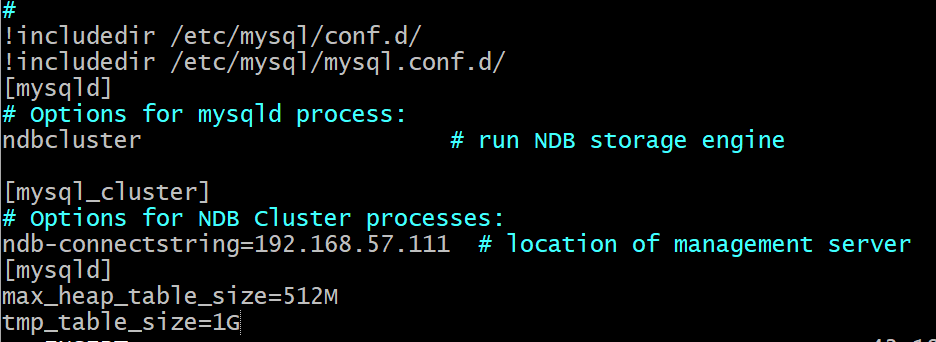 #
!includedir /etc/mysql/conf.d/
!includedir /etc/mysql/mysql.conf.d/
[mysqld]
# Options for mysqld process:
ndbcluster                      # run NDB storage engine
[mysql_cluster]
# Options for NDB Cluster processes:
ndb-connectstring=192.168.57.111  # location of management server
[mysqld]
max_heap_table_size=512M
tmp_table_size=1G